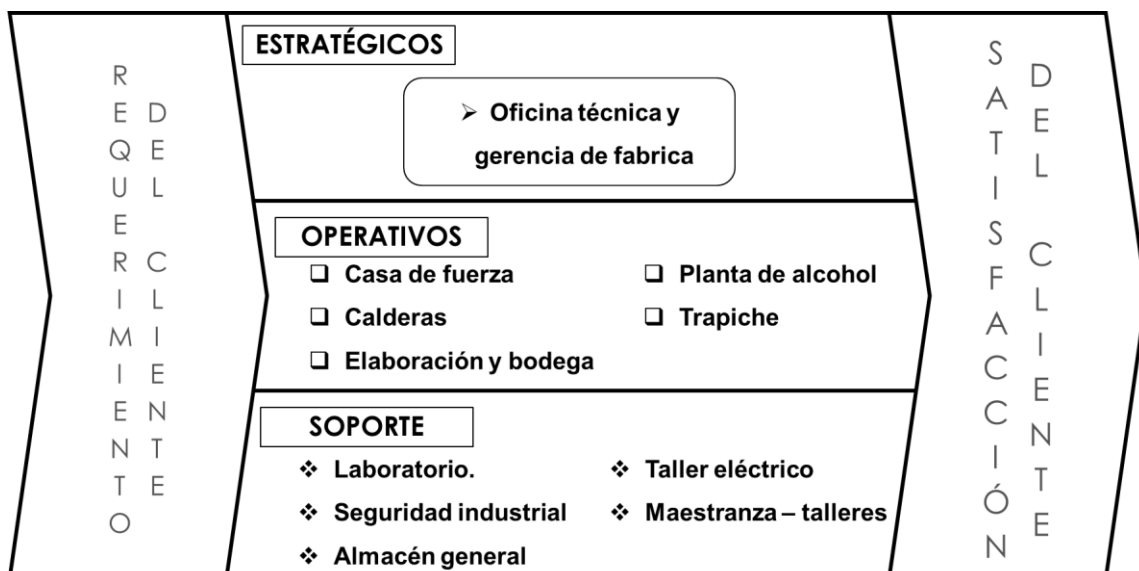 REQUERIMIENTO
DEL CLIENTE
ESTRATÉGICOS
➢ Oficina técnica y
gerencia de fabrica
OPERATIVOS
❑ Casa de fuerza
❑ Calderas
❑ Elaboración y bodega
❑ Planta de alcohol
❑ Trapiche
SOPORTE
❖ Laboratorio.
❖ Seguridad industrial
❖ Almacén general
❖ Taller eléctrico
❖ Maestranza – talleres
SATISFACCIÓN
DEL CLIENTE